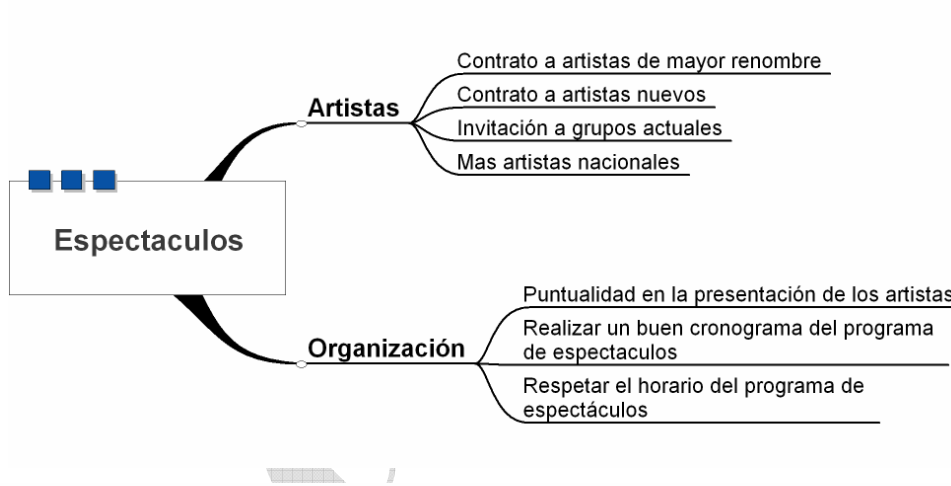 Espectaculos
Artistas
Contrato a artistas de mayor renombre
Contrato a artistas nuevos
Invitación a grupos actuales
Mas artistas nacionales
Organización
Puntualidad en la presentación de los artistas
Realizar un buen cronograma del programa
de espectaculos
Respetar el horario del programa de
espectáculos